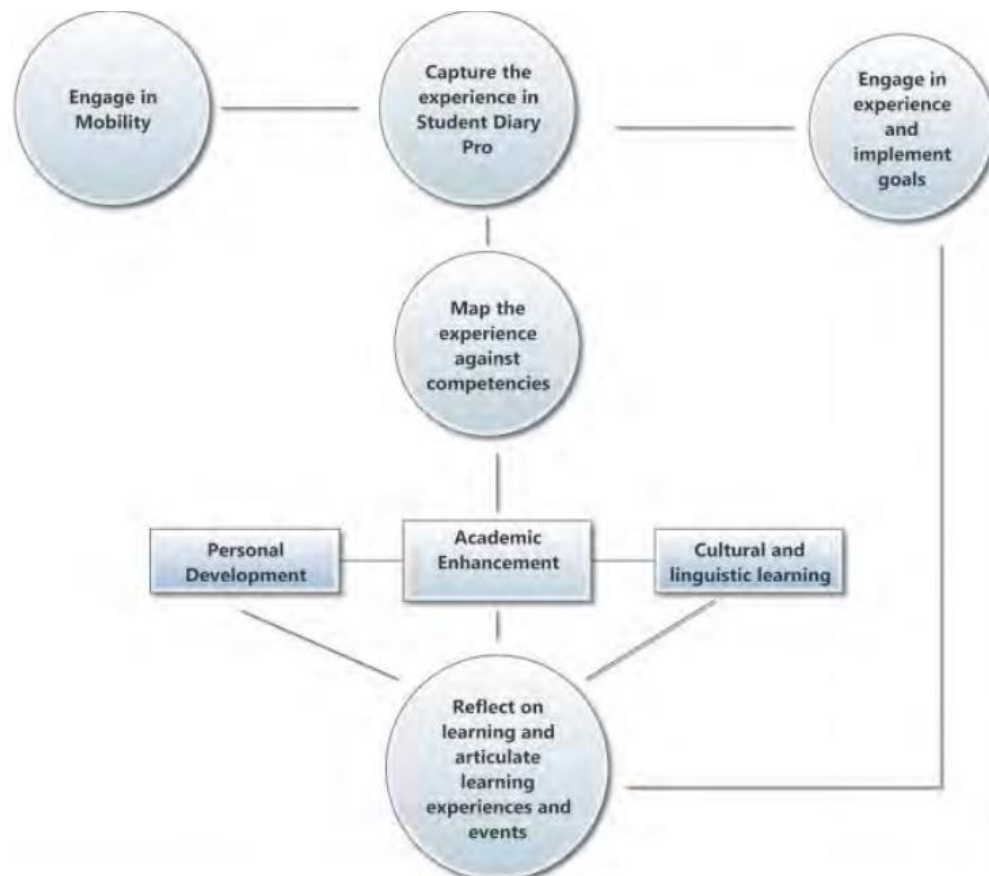 Engage in
Mobility
Capture the
experience in
Student Diary
Pro
Engage in
experience
and
implement
goals
Map the
experience
against
competencies
Personal
Development
Academic
Enhancement
Cultural and
linguistic learning
Reflect on
learning and
articulate
learning
experiences and
events